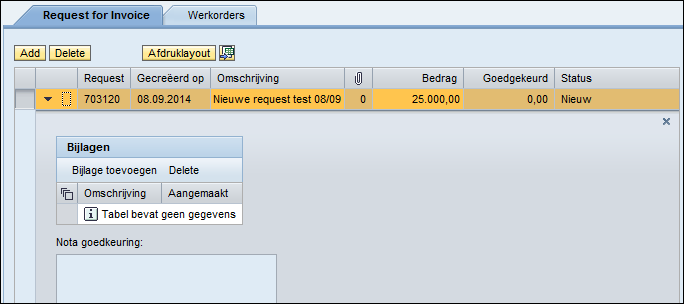 Request for Invoice Werkorders
Add Delete Afdruklayout
Request Gecreëerd op Omschrijving Bedrag Goedgekeurd Status
703120 08.09.2014 Nieuwe request test 08/09 0 25.000,00 0,00 Nieuw
Bijlagen
Bijlage toevoegen Delete
Omschrijving Aangemaakt
Tabel bevat geen gegevens
Nota goedkeuring: